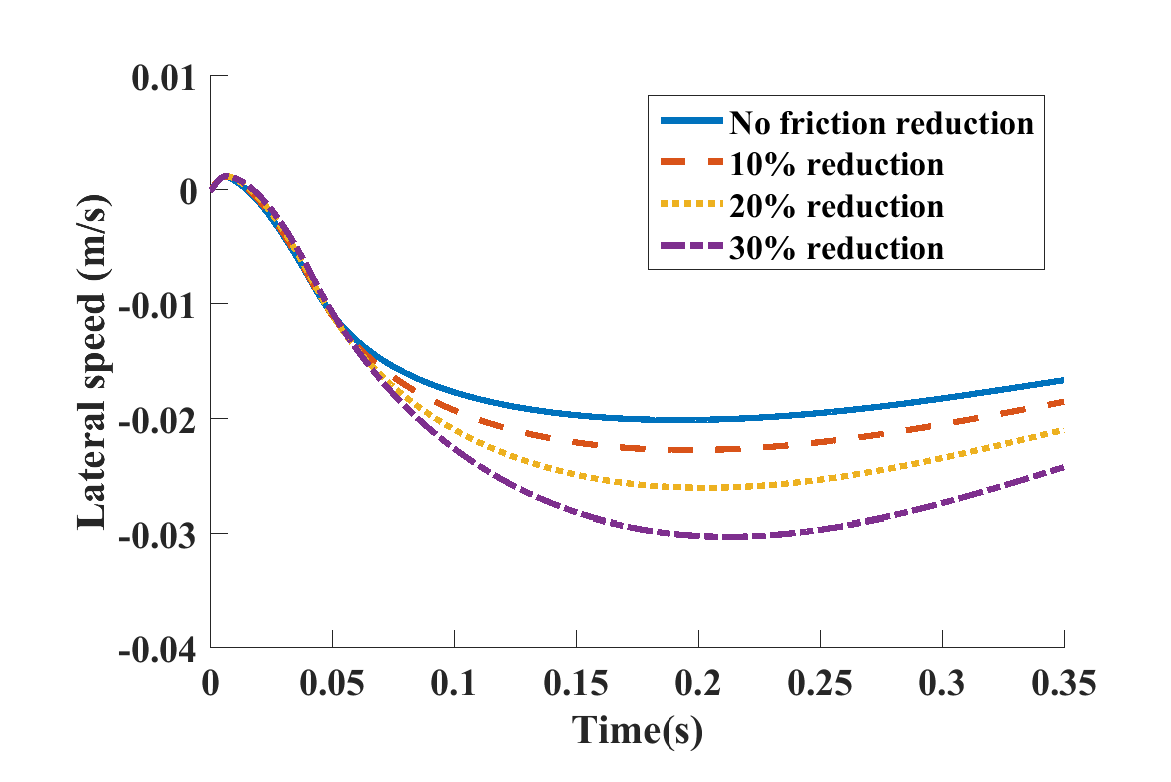 0.01
0
-0.01
-0.02
-0.03
-0.04
Lateral speed (m/s)
No friction reduction
10% reduction
20% reduction
30% reduction
0 0.05 0.1 0.15 0.2 0.25 0.3 0.35
Time(s)